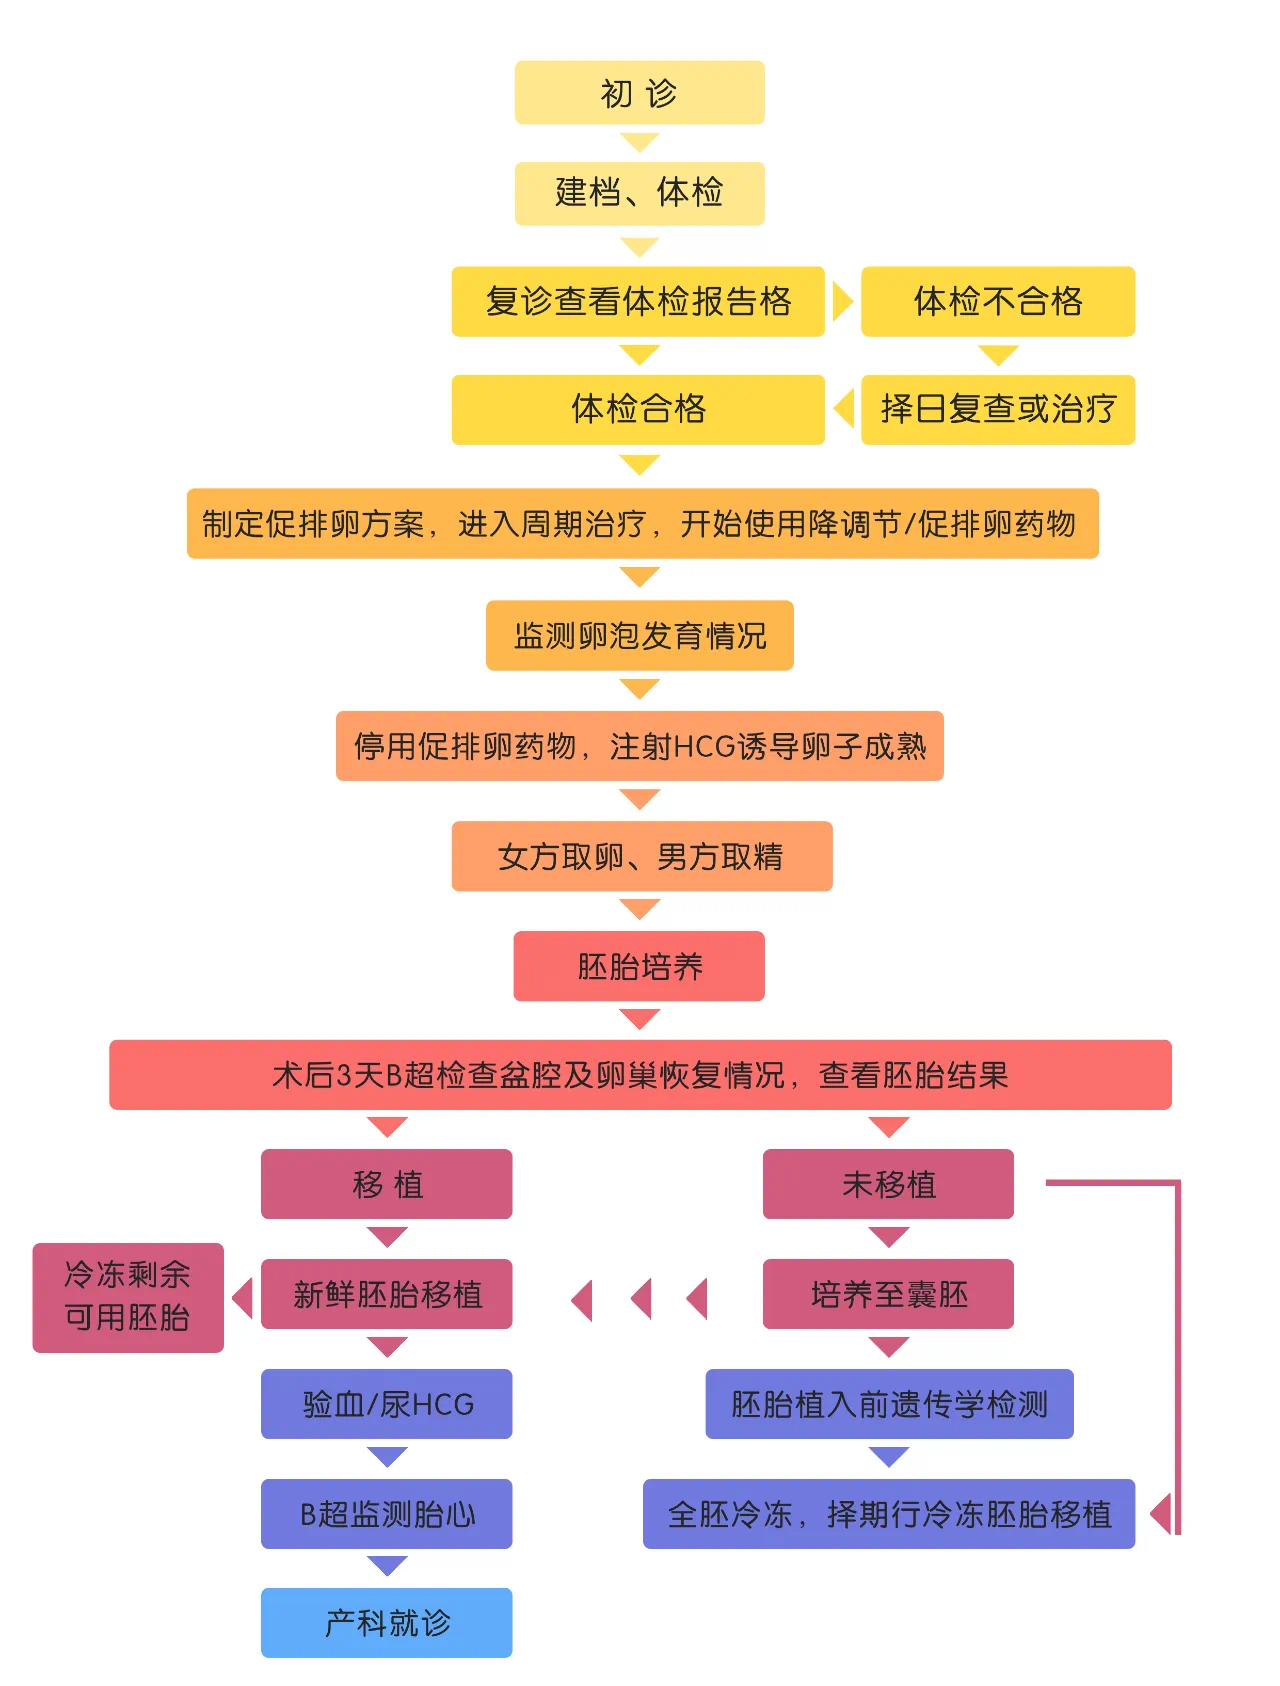 初 诊
建档、体检
复诊查看体检报告格
体检不合格
体检合格
择日复查或治疗
制定促排卵方案，进入周期治疗，开始使用降调节/促排卵药物
监测卵泡发育情况
停用促排卵药物，注射HCG诱导卵子成熟
女方取卵、男方取精
胚胎培养
术后3天B超检查盆腔及卵巢恢复情况，查看胚胎结果
移 植
未移植
冷冻剩余
可用胚胎
新鲜胚胎移植
培养至囊胚
验血/尿HCG
胚胎植入前遗传学检测
B超监测胎心
全胚冷冻，择期行冷冻胚胎移植
产科就诊